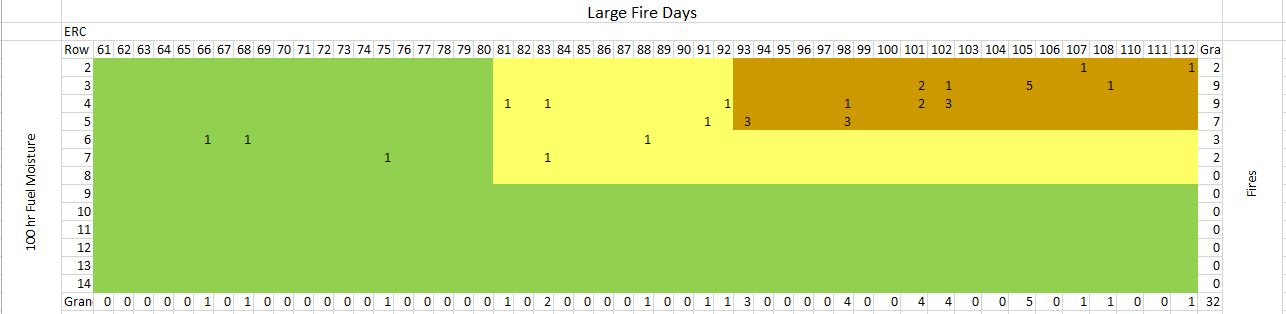 Large Fire Days
ERC
Row 61 62 63 64 65 66 67 68 69 70 71 72 73 74 75 76 77 78 79 80 81 82 83 84 85 86 87 88 89 90 91 92 93 94 95 96 97 98 99 100 101 102 103 104 105 106 107 108 110 111 112 Gra
2 1 1 2
3 2 1 5 1 9
4 1 1 1 1 2 3 9
5 1 3 3 7
6 1 1 1 3
7 1 1 2
8 0
9 0
10 0
11 0
12 0
13 0
14 0
Gran 0 0 0 0 0 1 0 1 0 0 0 0 0 0 1 0 0 0 0 0 1 0 2 0 0 0 0 1 0 0 1 1 3 0 0 0 0 4 0 0 4 4 0 0 5 0 1 1 0 0 1 32
100 hr Fuel Moisture
Fires